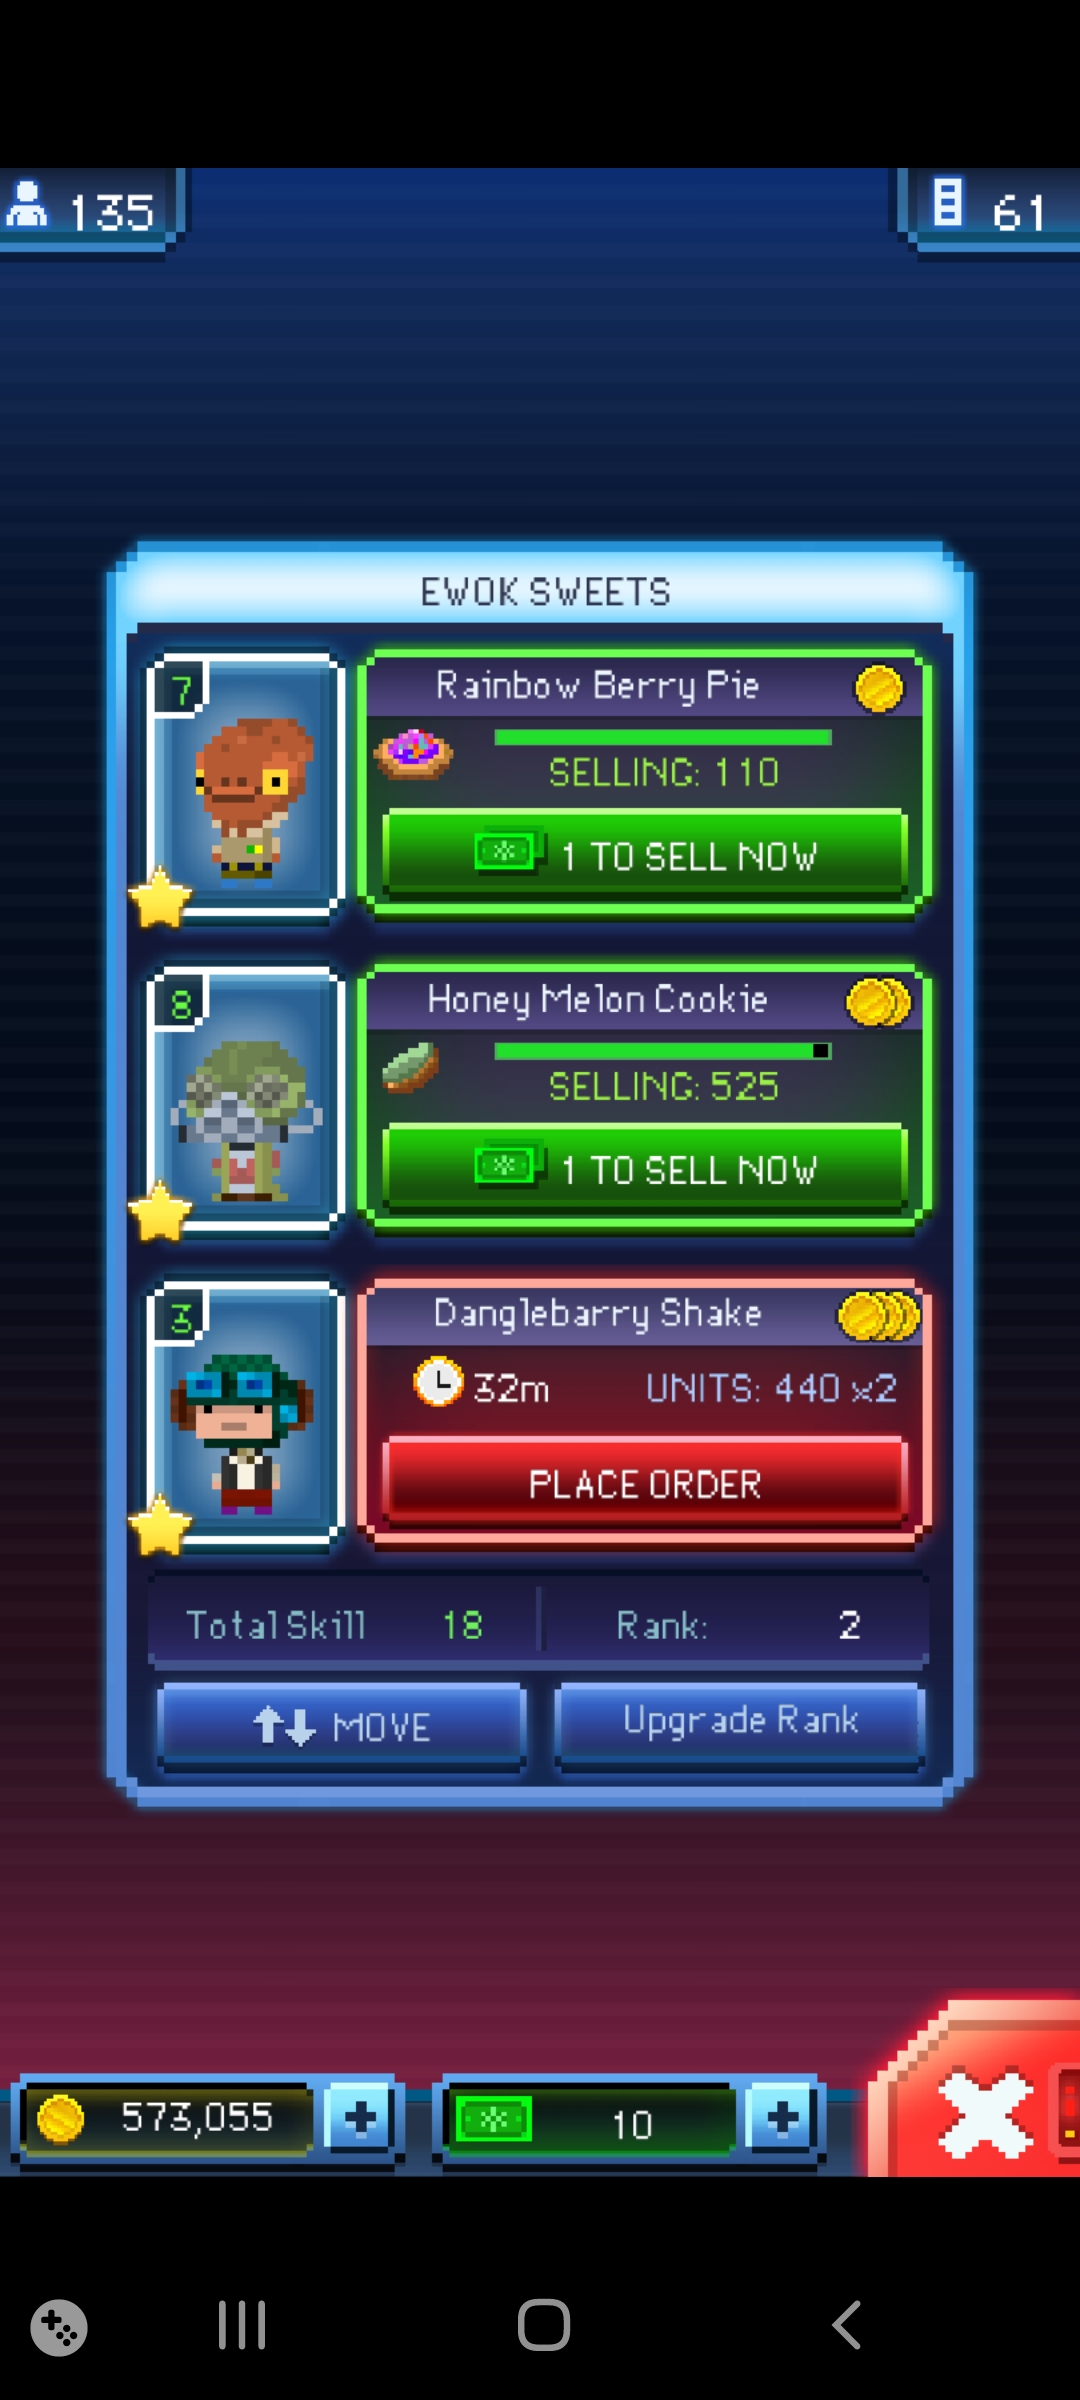 135
61
EWOK SWEETS
7
Rainbow Berry Pie
SELLING: 110
1 TO SELL NOW
8
Honey Melon Cookie
SELLING: 525
1 TO SELL NOW
3
Danglebarry Shake
32m UNITS: 440 x2
PLACE ORDER
Total Skill 18 Rank: 2
MOVE Upgrade Rank
573,055 10